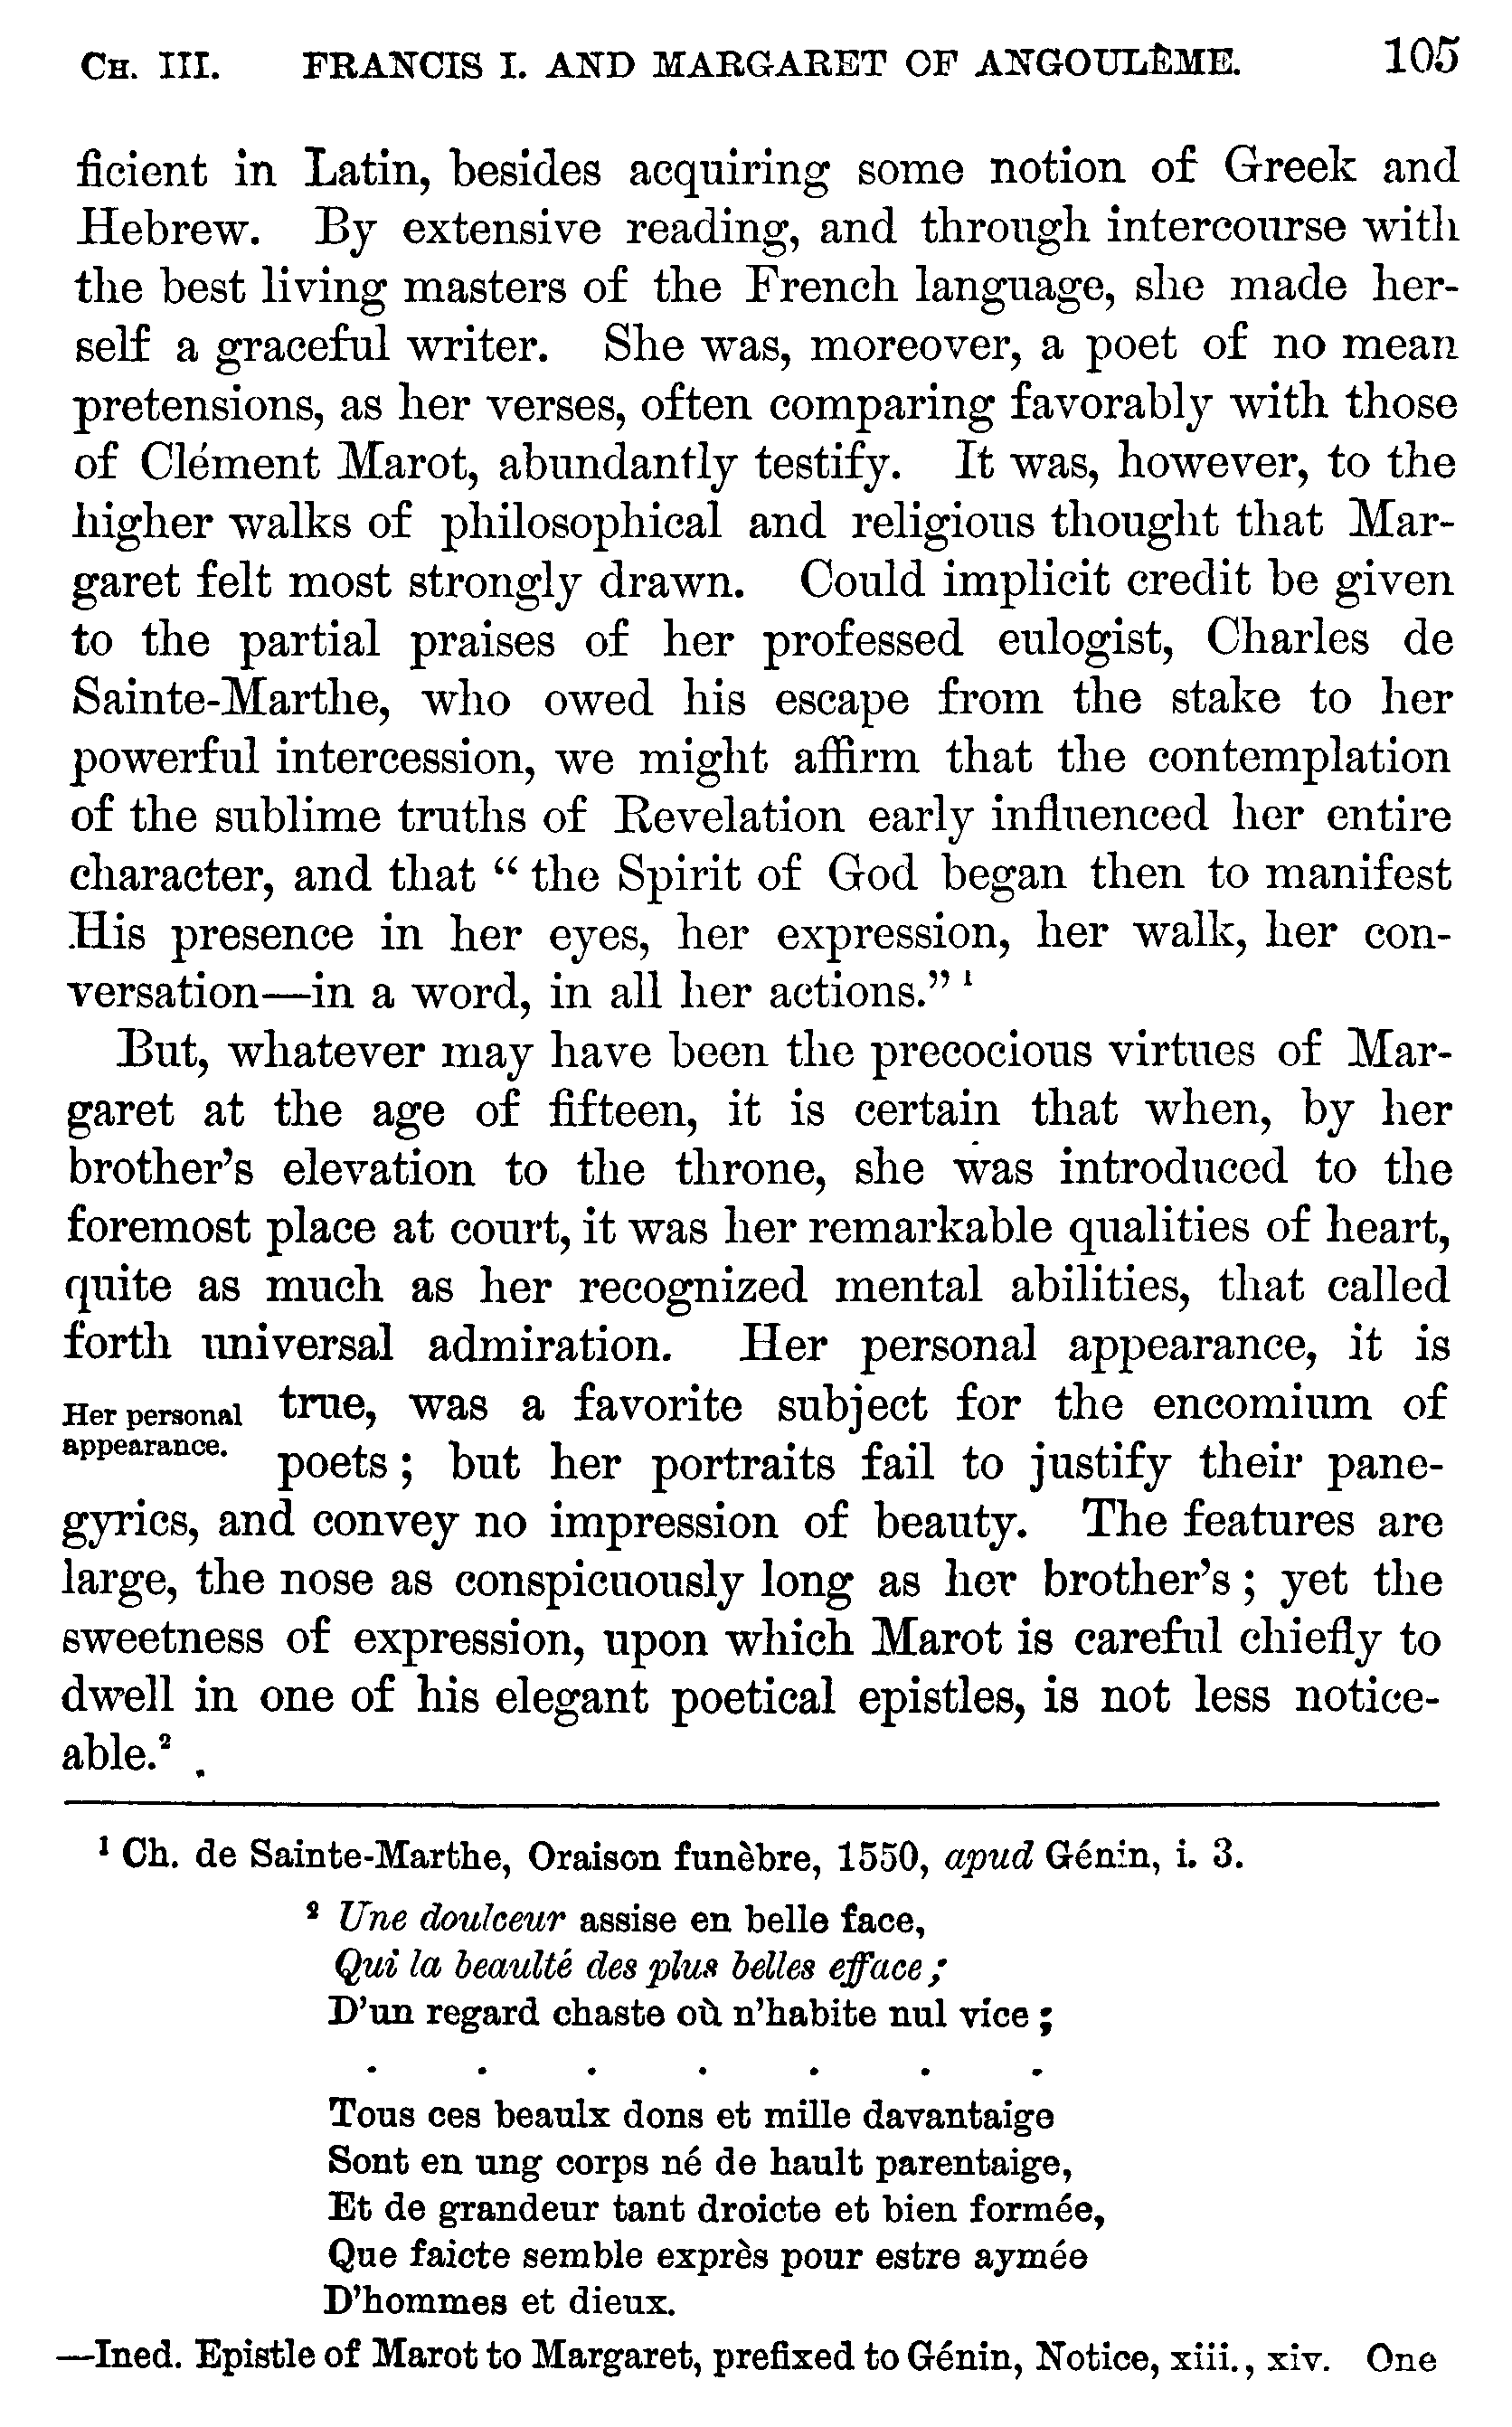 CH. III. FRANCIS I. AND MARGARET OF ANGOULÊME. 105
ficient in Latin, besides acquiring some notion of Greek and
Hebrew. By extensive reading, and through intercourse with
the best living masters of the French language, she made her-
self a graceful writer. She was, moreover, a poet of no mean
pretensions, as her verses, often comparing favorably with those
of Clément Marot, abundantly testify. It was, however, to the
higher walks of philosophical and religious thought that Mar-
garet felt most strongly drawn. Could implicit credit be given
to the partial praises of her professed eulogist, Charles de
Sainte-Marthe, who owed his escape from the stake to her
powerful intercession, we might affirm that the contemplation
of the sublime truths of Revelation early influenced her entire
character, and that “ the Spirit of God began then to manifest
His presence in her eyes, her expression, her walk, her con-
versation—in a word, in all her actions.” ¹
But, whatever may have been the precocious virtues of Mar-
garet at the age of fifteen, it is certain that when, by her
brother’s elevation to the throne, she was introduced to the
foremost place at court, it was her remarkable qualities of heart,
quite as much as her recognized mental abilities, that called
forth universal admiration. Her personal appearance, it is
Her personal
appearance.
true, was a favorite subject for the encomium of
poets ; but her portraits fail to justify their pane-
gyrics, and convey no impression of beauty. The features are
large, the nose as conspicuously long as her brother’s ; yet the
sweetness of expression, upon which Marot is careful chiefly to
dwell in one of his elegant poetical epistles, is not less notice-
able.²
¹ Ch. de Sainte-Marthe, Oraison funèbre, 1550, apud Génin, i. 3.
² Une doulceur assise en belle face,
Qui la beaulté des plus belles efface ;
D’un regard chaste où n’habite nul vice ;
. . . . . . .
Tous ces beaulx dons et mille davantaige
Sont en ung corps né de hault parentaige,
Et de grandeur tant droicte et bien formée,
Que faicte semble exprès pour estre aymée
D’hommes et dieux.
—Ined. Epistle of Marot to Margaret, prefixed to Génin, Notice, xiii., xiv. One